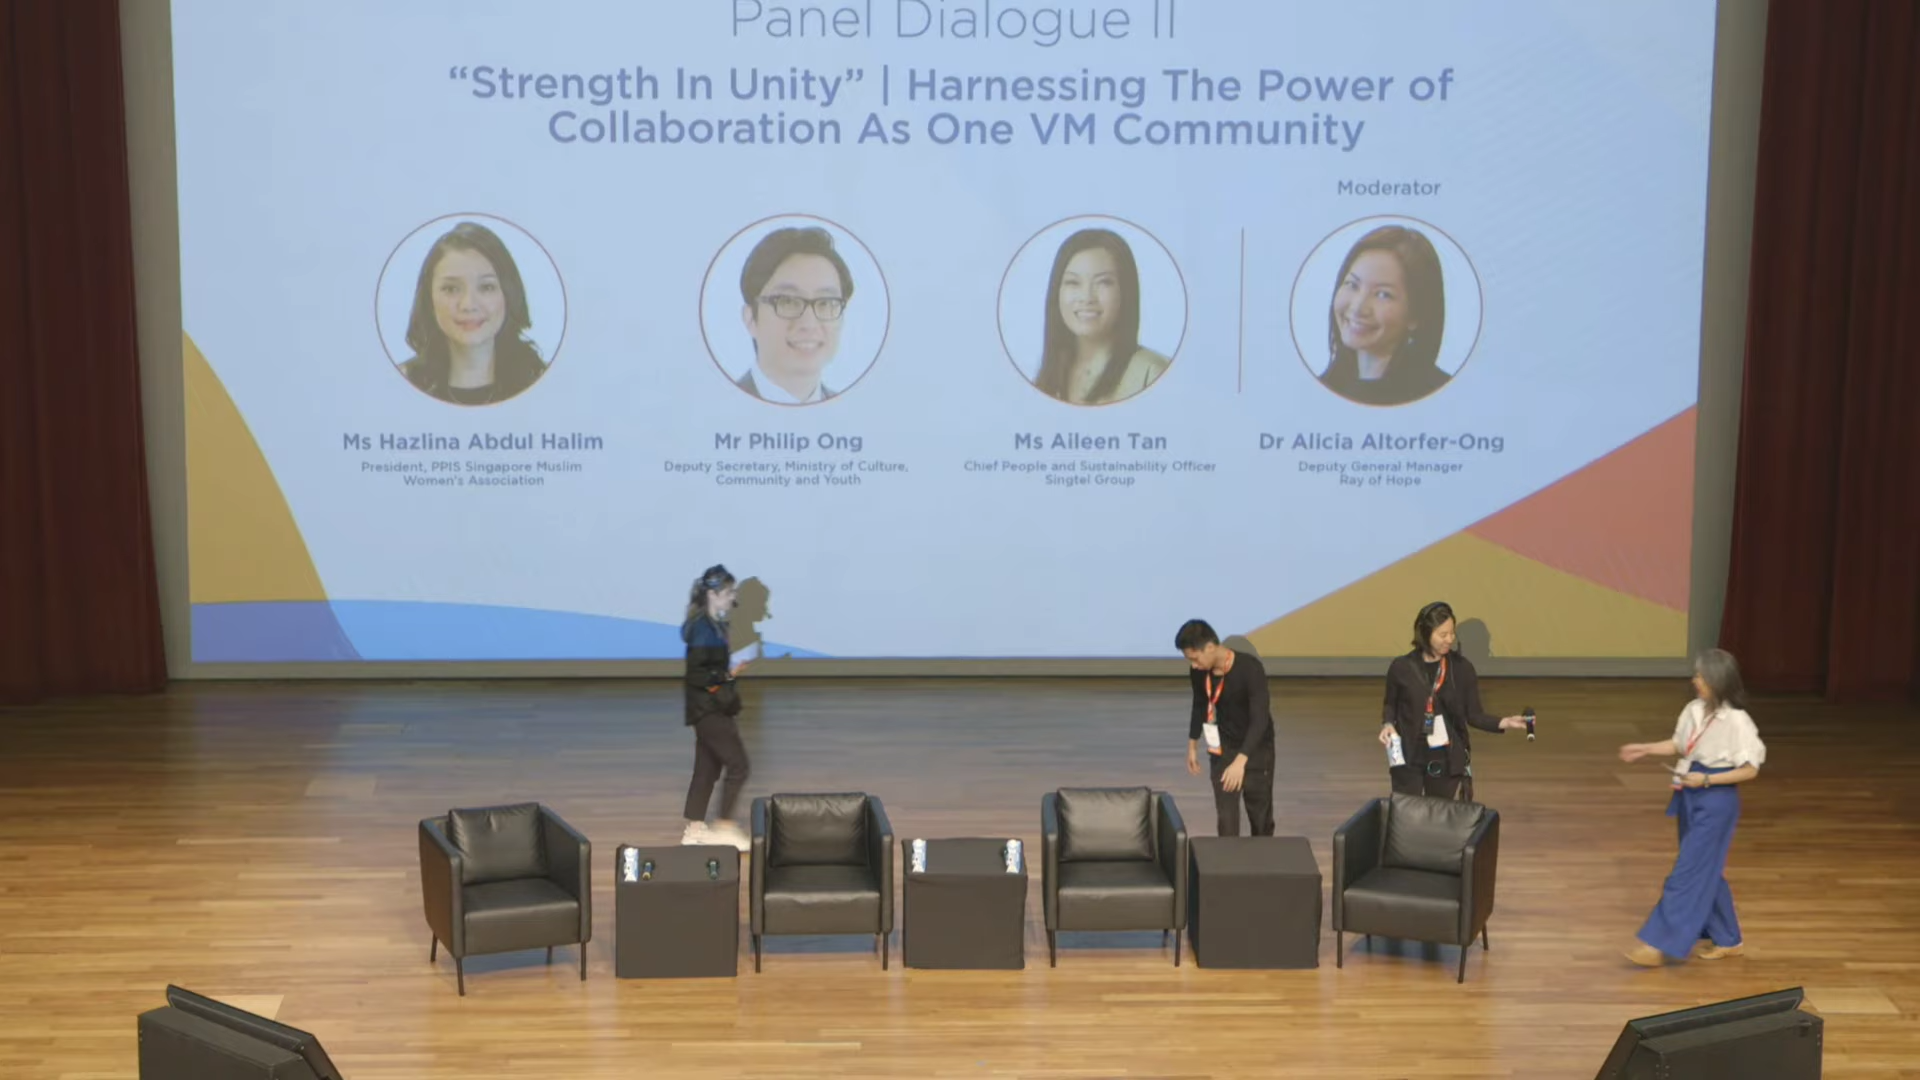 Panel Dialogue II
“Strength In Unity” | Harnessing The Power of
Collaboration As One VM Community
Moderator
Ms Hazlina Abdul Halim
President, PPIS Singapore Muslim
Women's Association
Mr Philip Ong
Deputy Secretary, Ministry of Culture,
Community and Youth
Ms Aileen Tan
Chief People and Sustainability Officer
Singtel Group
Dr Alicia Altorfer-Ong
Deputy General Manager
Ray of Hope